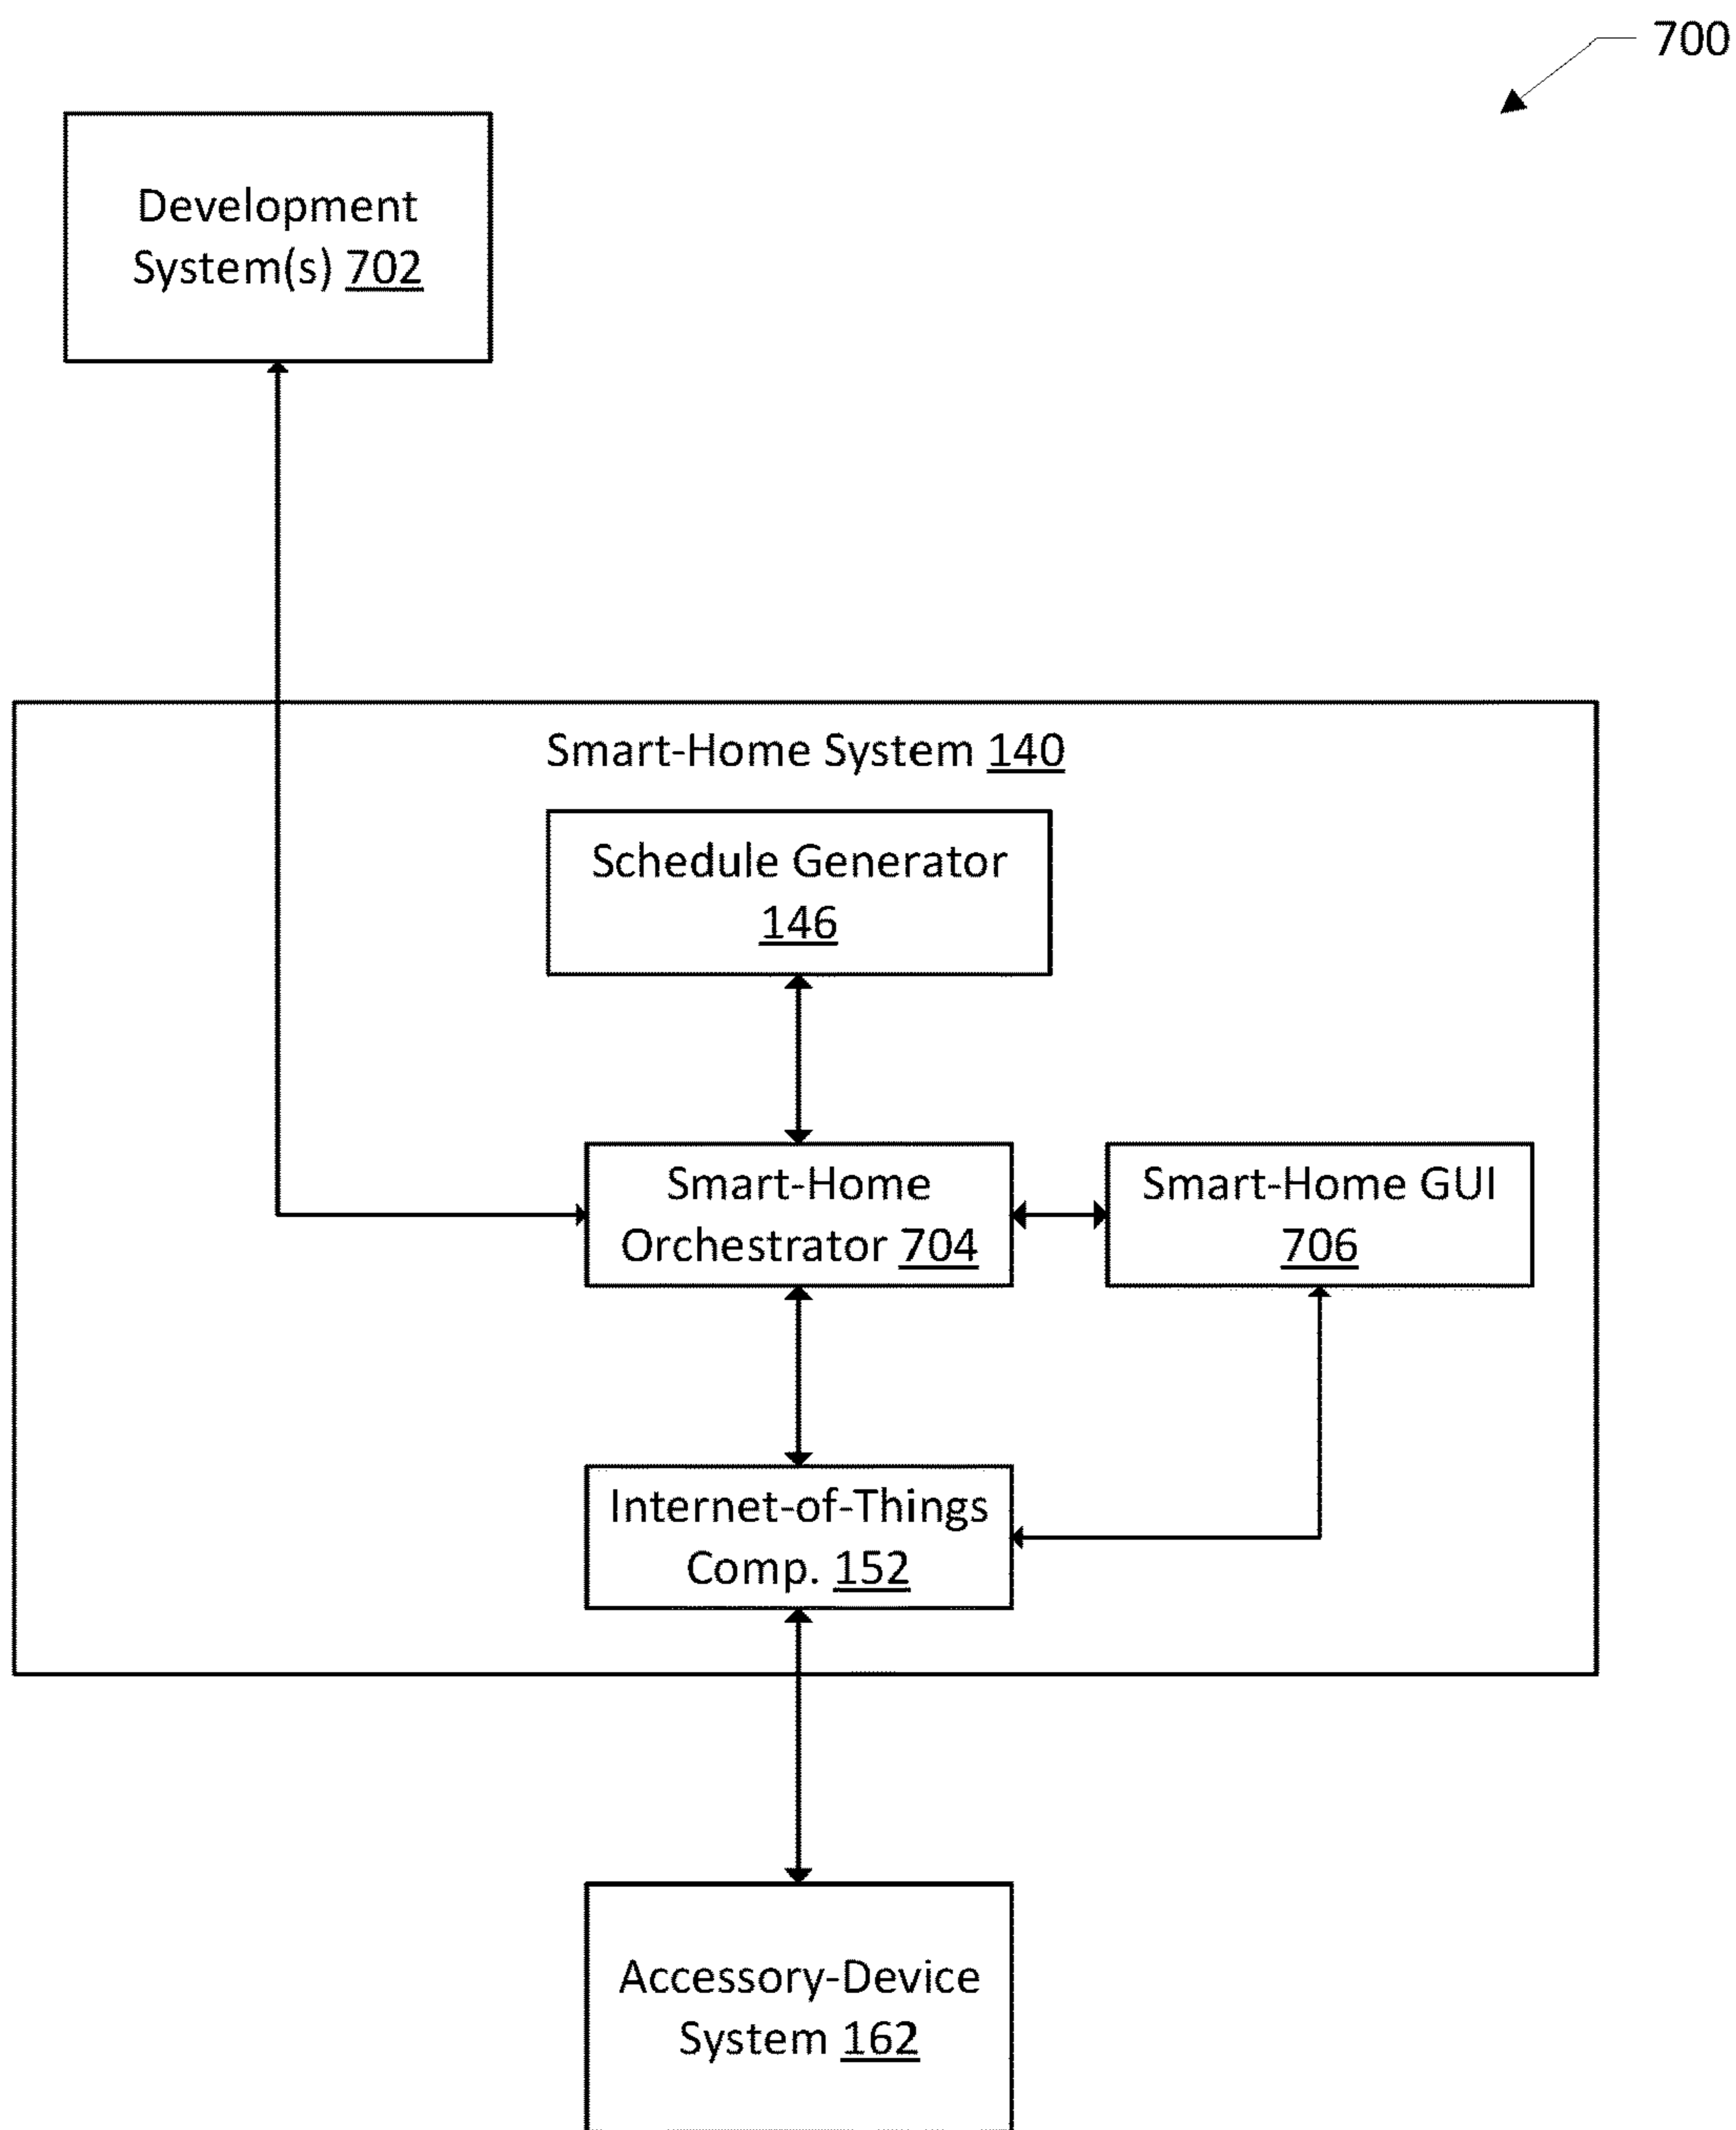 700
Development
System(s) 702
Smart-Home System 140
Schedule Generator
146
Smart-Home
Orchestrator 704
Smart-Home GUI
706
Internet-of-Things
Comp. 152
Accessory-Device
System 162